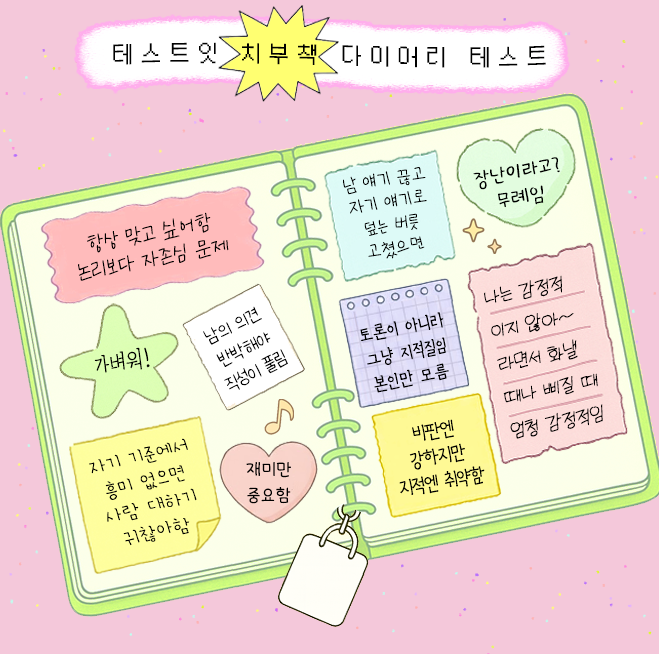 테스트잇 치부책 다이어리 테스트
항상 맞고 싶어함
논리보다 자존심 문제
가벼워!
남의 의견
반박해야
직성이 풀림
자기 기준에서
흥미 없으면
사람 대하기
귀찮아함
재미만
중요함
남 얘기 끊고
자기 얘기로
덮는 버릇
고쳤으면
장난이라고?
무례임
토론이 아니라
그냥 지적질임
본인만 모름
나는 감정적
이지 않아~
라면서 화낼
때나 삐질 때
엄청 감정적임
비판엔
강하지만
지적엔 취약함